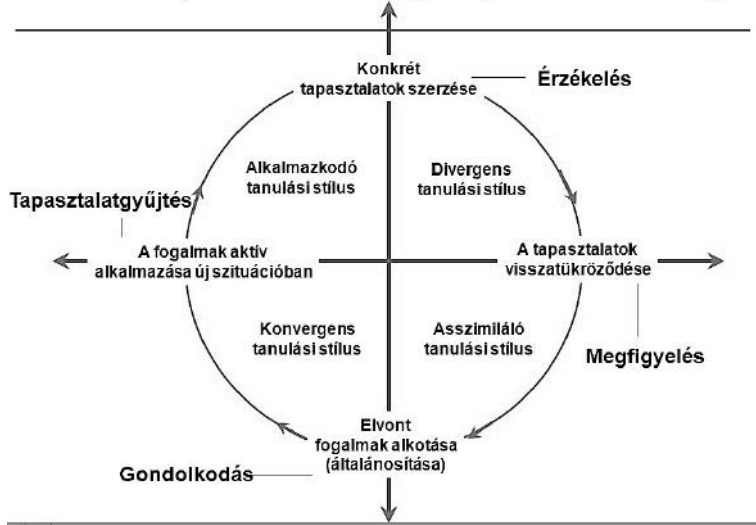 Konkrét
tapasztalatok szerzése
Érzékelés
Alkalmazkodó
tanulási stílus
Divergens
tanulási stílus
Tapasztalatgyűjtés
A fogalmak aktív
alkalmazása új szituációban
A tapasztalatok
visszatükröződése
Konvergens
tanulási stílus
Asszimiláló
tanulási stílus
Megfigyelés
Elvont
fogalmak alkotása
(általánosítása)
Gondolkodás